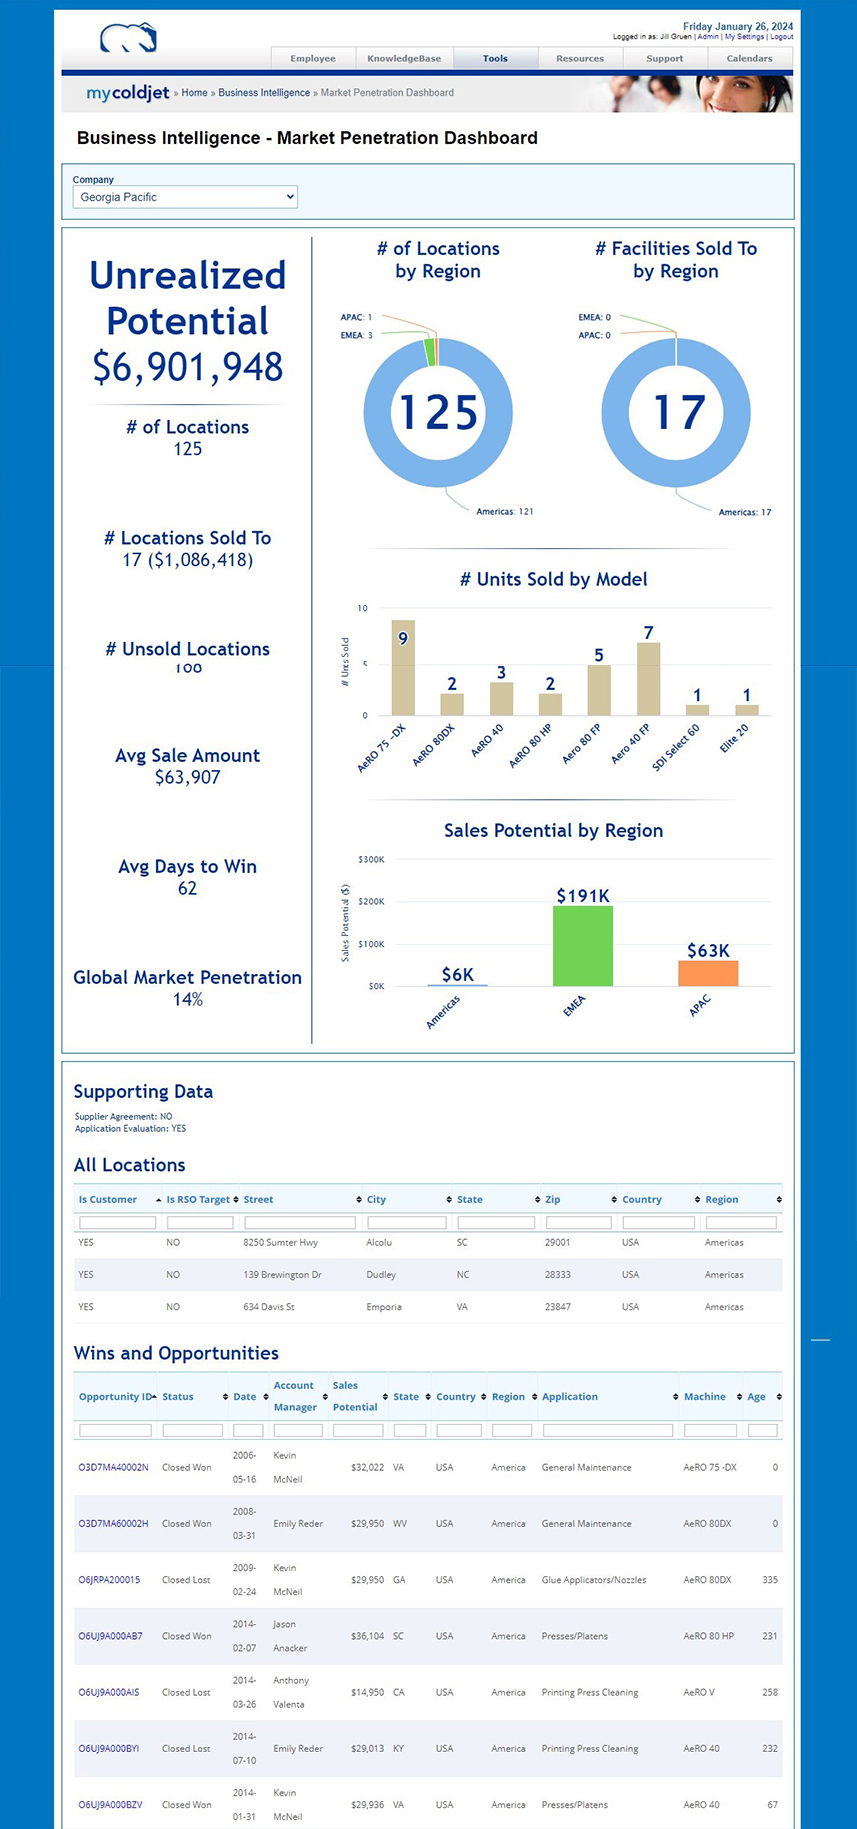 Friday January 26, 2024
Logged in as: Jill Gruen | Admin | My Settings | Logout
Employee KnowledgeBase Tools Resources Support Calendars
mycoldjet » Home » Business Intelligence » Market Penetration Dashboard
Business Intelligence - Market Penetration Dashboard
Company
Georgia Pacific
Unrealized
Potential
$6,901,948
# of Locations
125
# Locations Sold To
17 ($1,086,418)
# Unsold Locations
108
Avg Sale Amount
$63,907
Avg Days to Win
62
Global Market Penetration
14%
# of Locations
by Region
APAC: 1
EMEA: 3
125
Americas: 121
# Facilities Sold To
by Region
EMEA: 0
APAC: 0
17
Americas: 17
# Units Sold by Model
# Units Sold
10
5
0
9 2 3 2 5 7 1 1
AeRO 75 -DX AeRO 80DX AeRO 40 AeRO 80 HP Aero 80 FP Aero 40 FP SDI Select 60 Elite 20
Sales Potential by Region
Sales Potential ($)
$300K
$200K
$100K
$0K
$6K $191K $63K
Americas EMEA APAC
Supporting Data
Supplier Agreement: NO
Application Evaluation: YES
All Locations
Is Customer Is RSO Target Street City State Zip Country Region
YES NO 8250 Sumter Hwy Alcolu SC 29001 USA Americas
YES NO 139 Brewington Dr Dudley NC 28333 USA Americas
YES NO 634 Davis St Emporia VA 23847 USA Americas
Wins and Opportunities
Opportunity ID Status Date Account Manager Sales Potential State Country Region Application Machine Age
O3D7MA40002N Closed Won 2006-05-16 Kevin McNeil $32,022 VA USA America General Maintenance AeRO 75 -DX 0
O3D7MA60002H Closed Won 2008-03-31 Emily Reder $29,950 WV USA America General Maintenance AeRO 80DX 0
O6JRPA200015 Closed Lost 2009-02-24 Kevin McNeil $29,950 GA USA America Glue Applicators/Nozzles AeRO 80DX 335
O6UJ9A000AB7 Closed Won 2014-02-07 Jason Anacker $36,104 SC USA America Presses/Platens AeRO 80 HP 231
O6UJ9A000AIS Closed Lost 2014-03-26 Anthony Valenta $14,950 CA USA America Printing Press Cleaning AeRO V 258
O6UJ9A000BYI Closed Lost 2014-07-10 Emily Reder $29,013 KY USA America Printing Press Cleaning AeRO 40 232
O6UJ9A000BZV Closed Won 2014-01-31 Kevin McNeil $29,936 VA USA America Presses/Platens AeRO 40 67